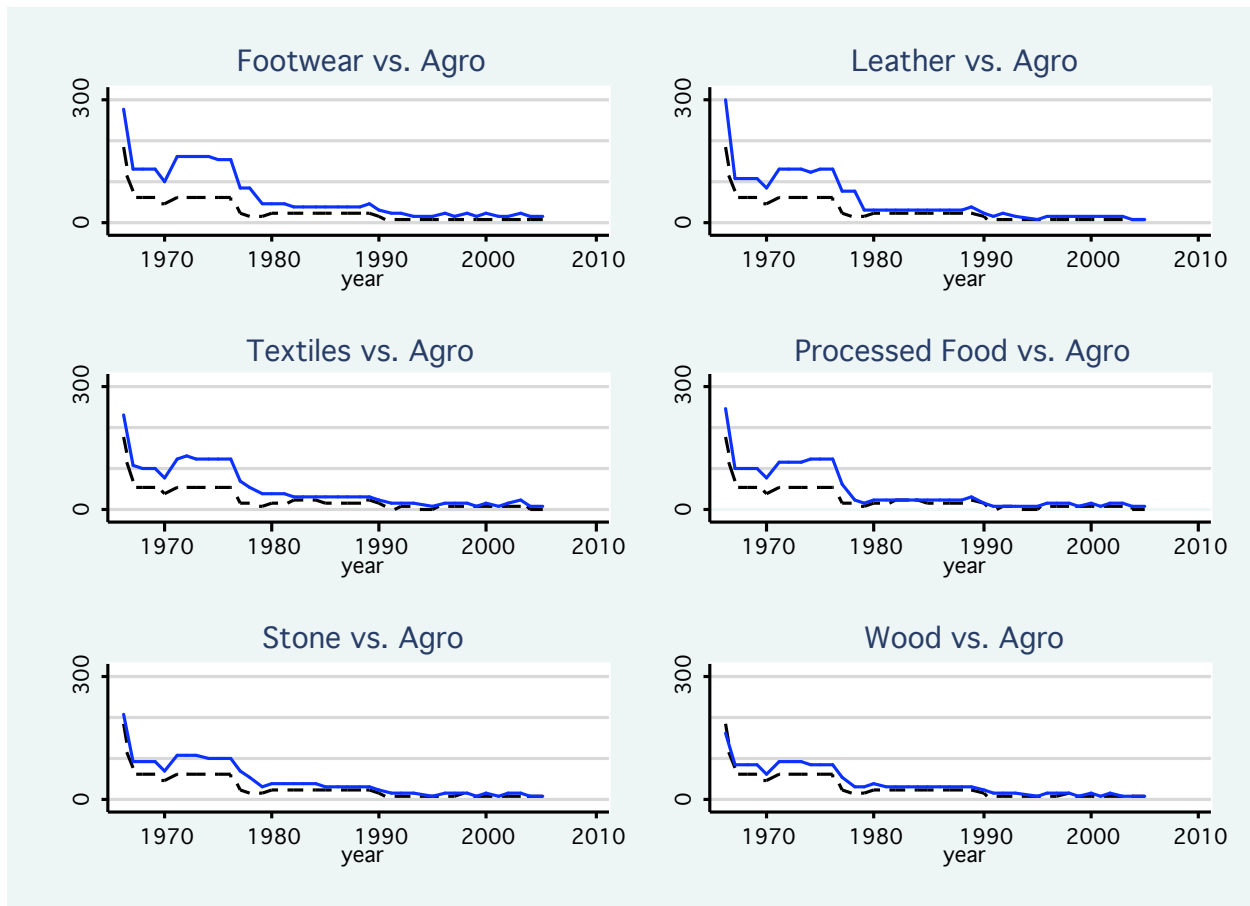 Footwear vs. Agro
300
0
1970 1980 1990 2000 2010
year
Leather vs. Agro
300
0
1970 1980 1990 2000 2010
year
Textiles vs. Agro
300
0
1970 1980 1990 2000 2010
year
Processed Food vs. Agro
300
0
1970 1980 1990 2000 2010
year
Stone vs. Agro
300
0
1970 1980 1990 2000 2010
year
Wood vs. Agro
300
0
1970 1980 1990 2000 2010
year